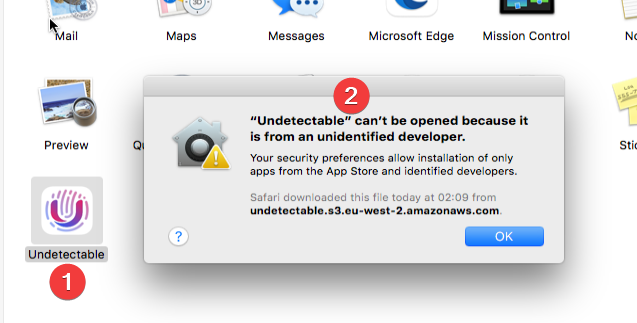 Mail
Maps
Messages
Microsoft Edge
Mission Control
Preview
2
“Undetectable” can’t be opened because it
is from an unidentified developer.
Your security preferences allow installation of only
apps from the App Store and identified developers.
Safari downloaded this file today at 02:09 from
undetectable.s3.eu-west-2.amazonaws.com.
?
OK
Undetectable
1